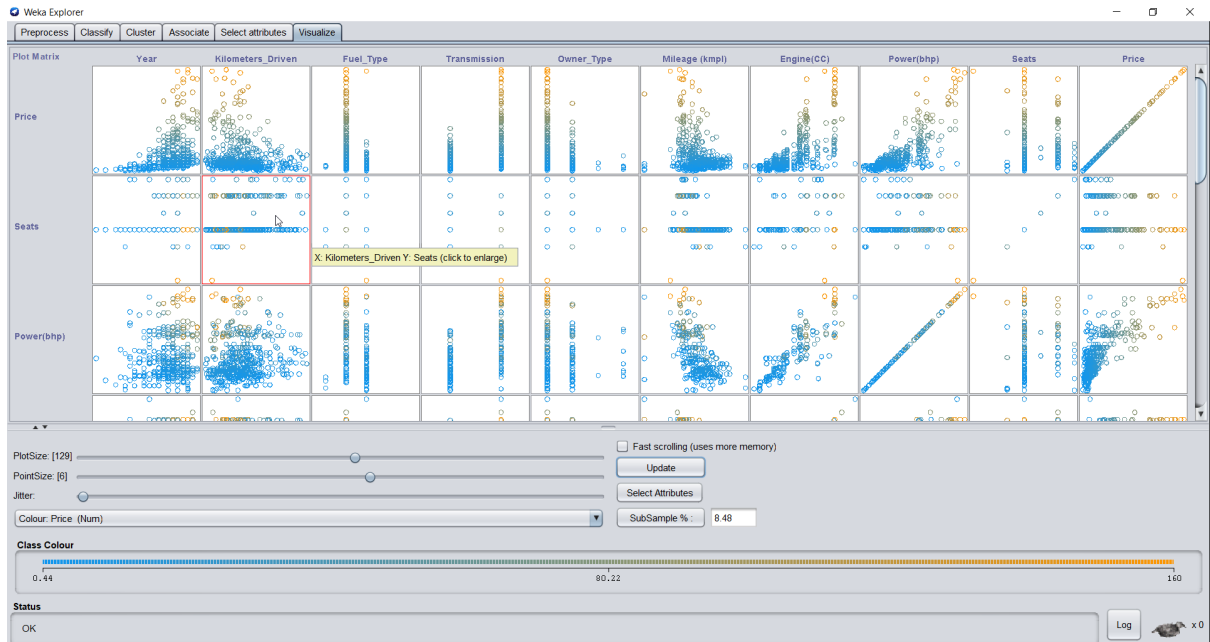 Weka Explorer
Preprocess Classify Cluster Associate Select attributes Visualize
Plot Matrix Year Kilometers_Driven Fuel_Type Transmission Owner_Type Mileage (kmpl) Engine(CC) Power(bhp) Seats Price
Price
Seats
X: Kilometers_Driven Y: Seats (click to enlarge)
Power(bhp)
PlotSize: [129]
PointSize: [6]
Jitter:
Fast scrolling (uses more memory)
Update
Select Attributes
Colour: Price (Num)
SubSample % :
8.48
Class Colour
0.44 80.22 160
Status
OK
Log
x 0